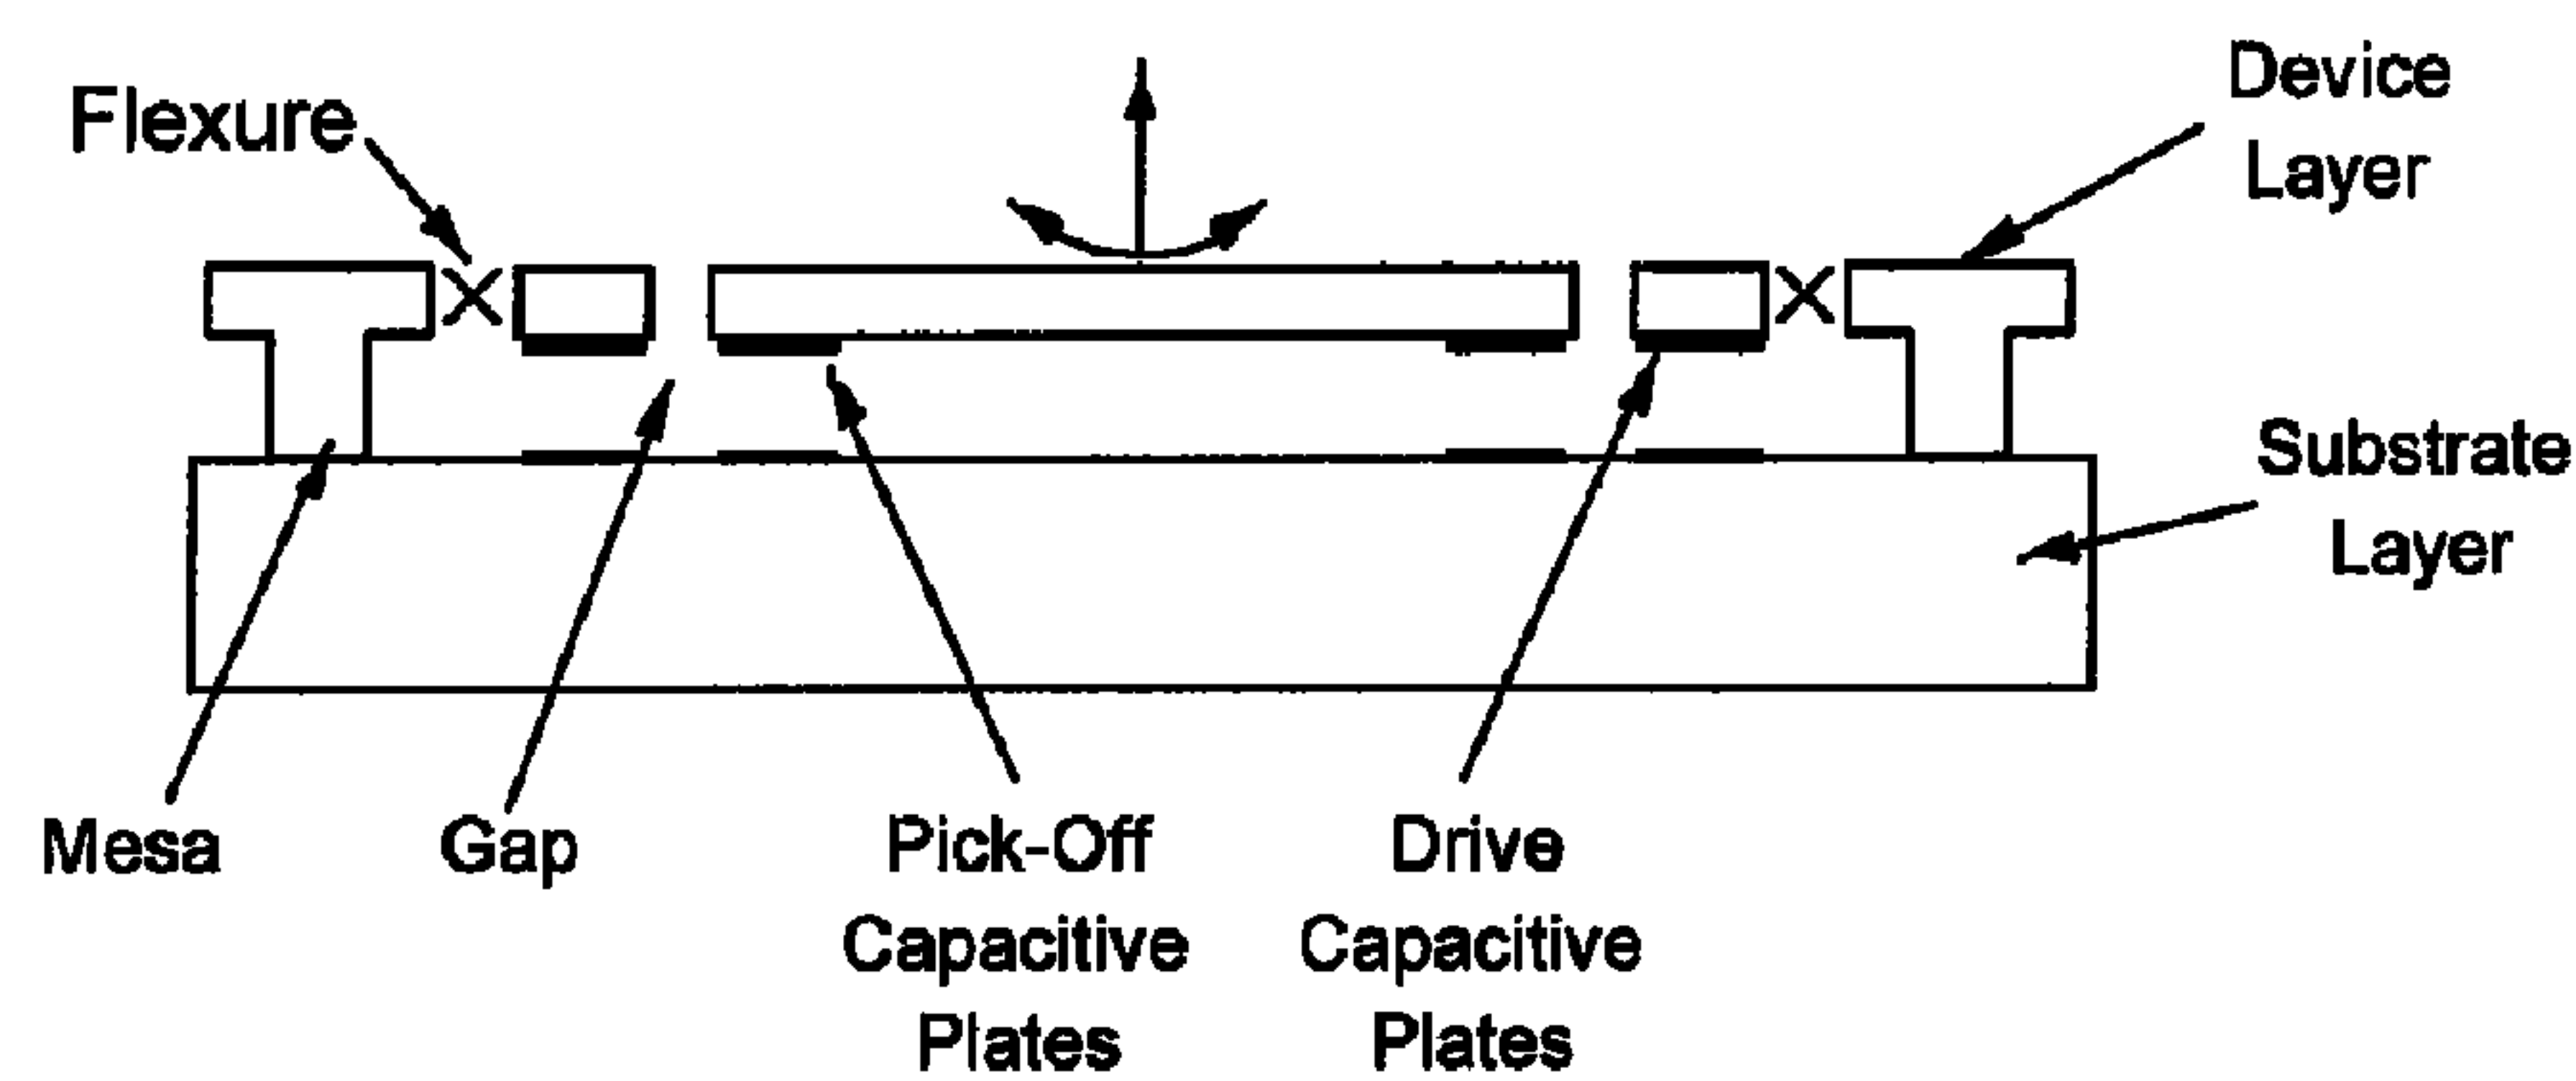 Flexure
Device
Layer
Substrate
Layer
Mesa
Gap
Pick-Off
Capacitive
Plates
Drive
Capacitive
Plates